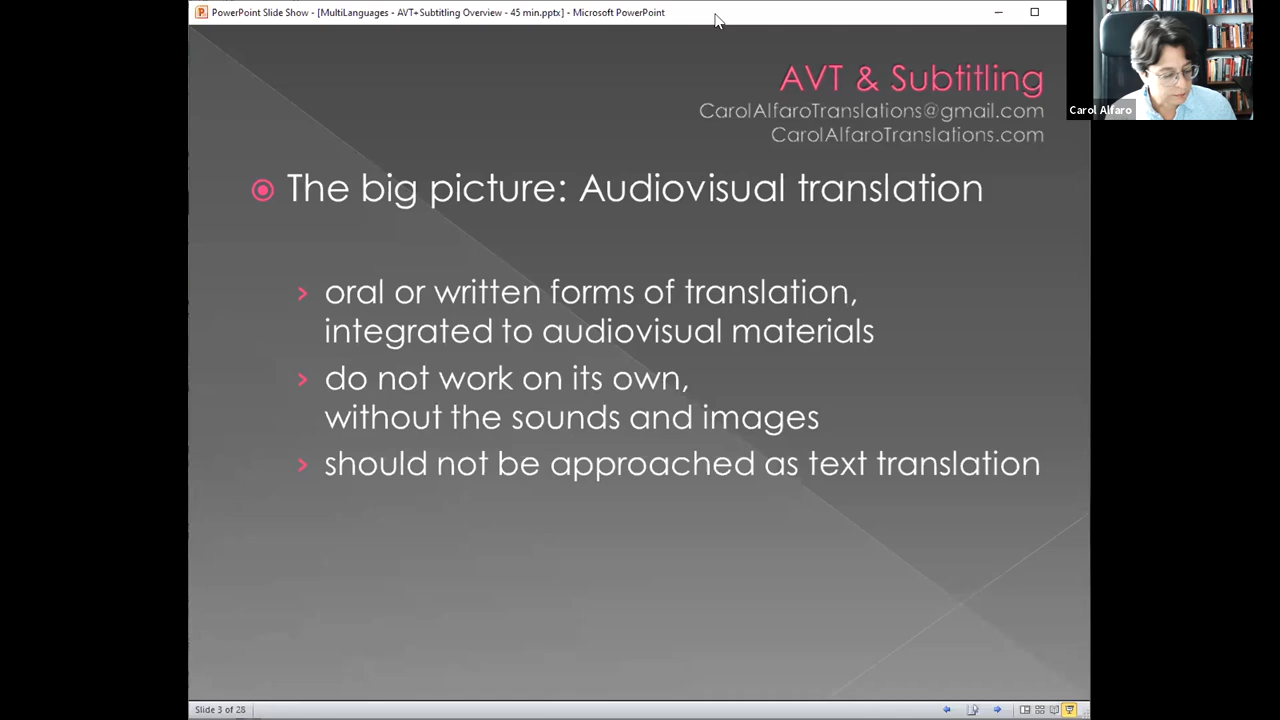 PowerPoint Slide Show - [MultiLanguages - AVT+Subtitling Overview - 45 min.pptx] - Microsoft PowerPoint
AVT & Subtitling
CarolAlfaroTranslations@gmail.com
CarolAlfaroTranslations.com
Carol Alfaro
The big picture: Audiovisual translation
oral or written forms of translation,
integrated to audiovisual materials
do not work on its own,
without the sounds and images
should not be approached as text translation
Slide 3 of 28